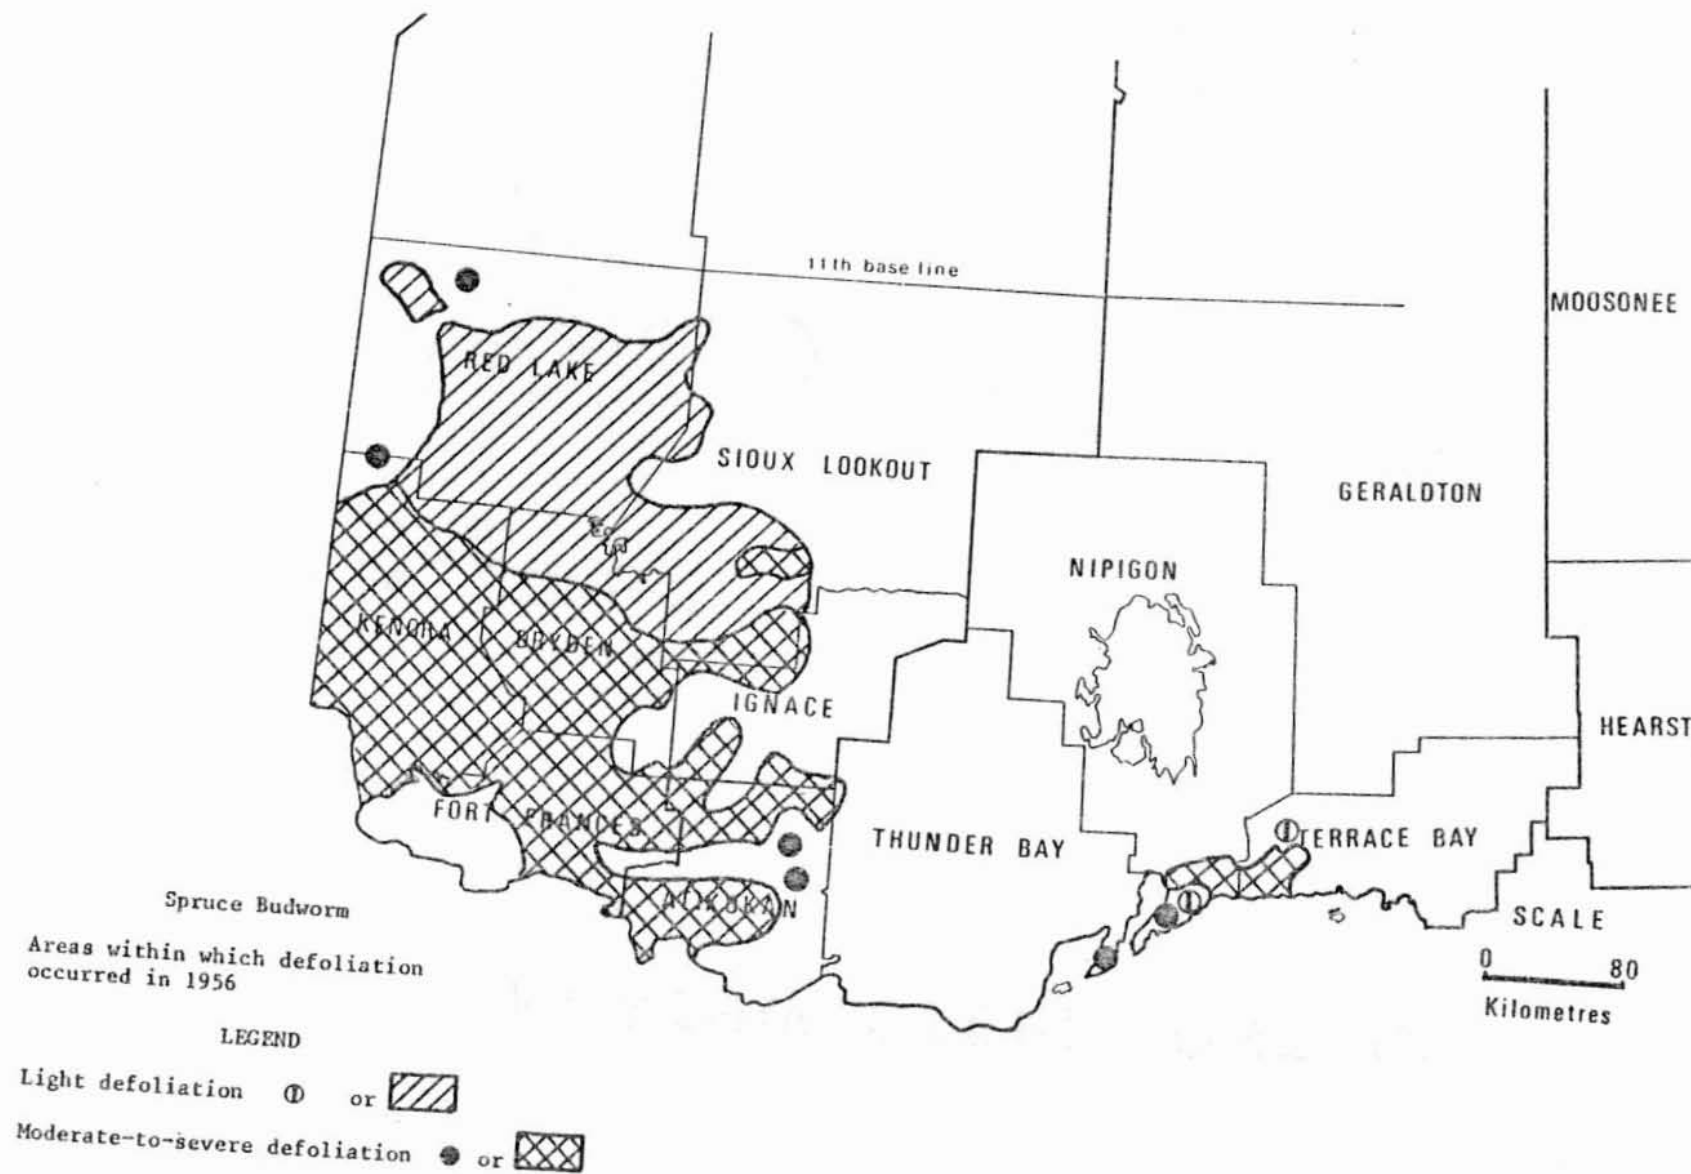 11th base line
MOOSONEE
RED LAKE
SIOUX LOOKOUT
GERALDTON
NIPIGON
KENORA
DRYDEN
IGNACE
HEARST
FORT FRANCES
THUNDER BAY
TERRACE BAY
ATIKOKAN
SCALE
0 80
Kilometres
Spruce Budworm
Areas within which defoliation
occurred in 1956
LEGEND
Light defoliation or
Moderate-to-severe defoliation or